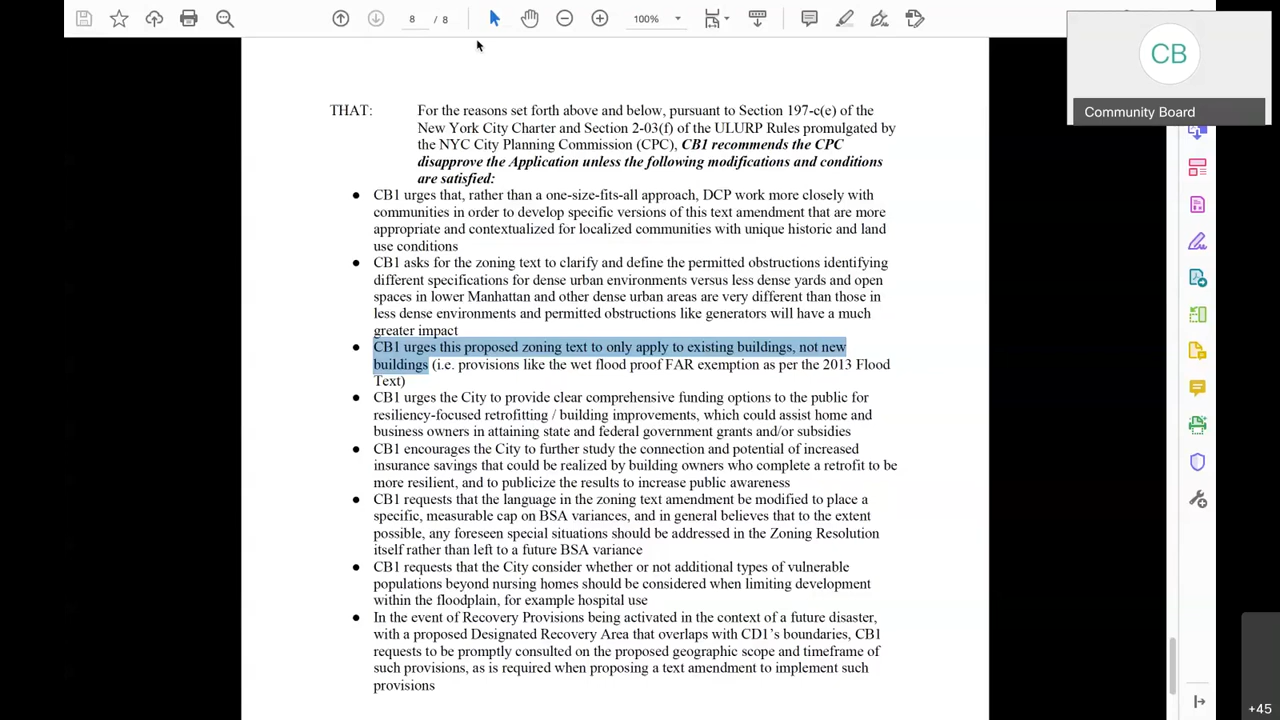 8 / 8
100%
CB
Community Board
THAT: For the reasons set forth above and below, pursuant to Section 197-c(e) of the
New York City Charter and Section 2-03(f) of the ULURP Rules promulgated by
the NYC City Planning Commission (CPC), CB1 recommends the CPC
disapprove the Application unless the following modifications and conditions
are satisfied:
● CB1 urges that, rather than a one-size-fits-all approach, DCP work more closely with
communities in order to develop specific versions of this text amendment that are more
appropriate and contextualized for localized communities with unique historic and land
use conditions
● CB1 asks for the zoning text to clarify and define the permitted obstructions identifying
different specifications for dense urban environments versus less dense yards and open
spaces in lower Manhattan and other dense urban areas are very different than those in
less dense environments and permitted obstructions like generators will have a much
greater impact
● CB1 urges this proposed zoning text to only apply to existing buildings, not new
buildings (i.e. provisions like the wet flood proof FAR exemption as per the 2013 Flood
Text)
● CB1 urges the City to provide clear comprehensive funding options to the public for
resiliency-focused retrofitting / building improvements, which could assist home and
business owners in attaining state and federal government grants and/or subsidies
● CB1 encourages the City to further study the connection and potential of increased
insurance savings that could be realized by building owners who complete a retrofit to be
more resilient, and to publicize the results to increase public awareness
● CB1 requests that the language in the zoning text amendment be modified to place a
specific, measurable cap on BSA variances, and in general believes that to the extent
possible, any foreseen special situations should be addressed in the Zoning Resolution
itself rather than left to a future BSA variance
● CB1 requests that the City consider whether or not additional types of vulnerable
populations beyond nursing homes should be considered when limiting development
within the floodplain, for example hospital use
● In the event of Recovery Provisions being activated in the context of a future disaster,
with a proposed Designated Recovery Area that overlaps with CD1's boundaries, CB1
requests to be promptly consulted on the proposed geographic scope and timeframe of
such provisions, as is required when proposing a text amendment to implement such
provisions
+45